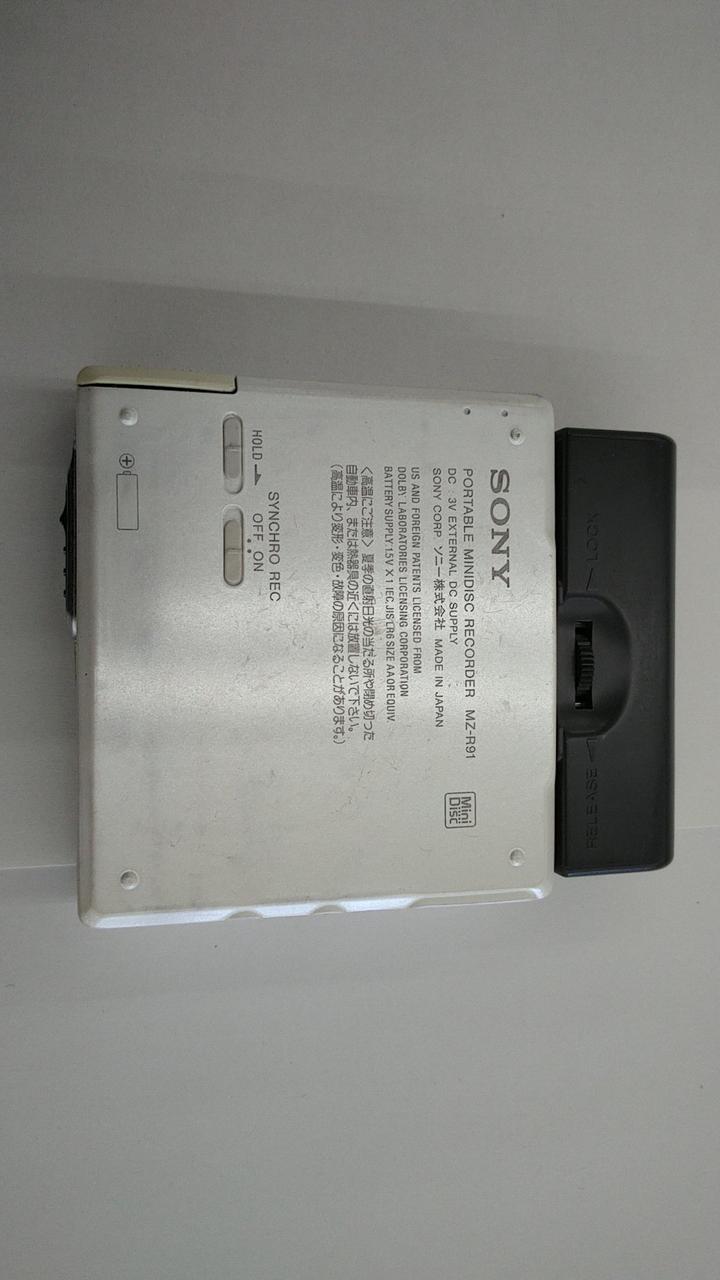 SONY
PORTABLE MINIDISC RECORDER MZ-R91
DC : 3V EXTERNAL DC SUPPLY
SONY CORP. ソニー株式会社 MADE IN JAPAN
Mini Disc
US AND FOREIGN PATENTS LICENSED FROM
DOLBY LABORATORIES LICENSING CORPORATION
BATTERY SUPPLY 1.5V X 1 IEC, JIS LR6 SIZE AA OR EQUIV.
<高温にご注意> 夏季の直射日光の当たる所や閉め切った
自動車内、または熱器具の近くには放置しないで下さい。
(高温により変形・変色・故障の原因になることがあります。)
SYNCHRO REC
OFF ON
HOLD
LOCK
RELEASE